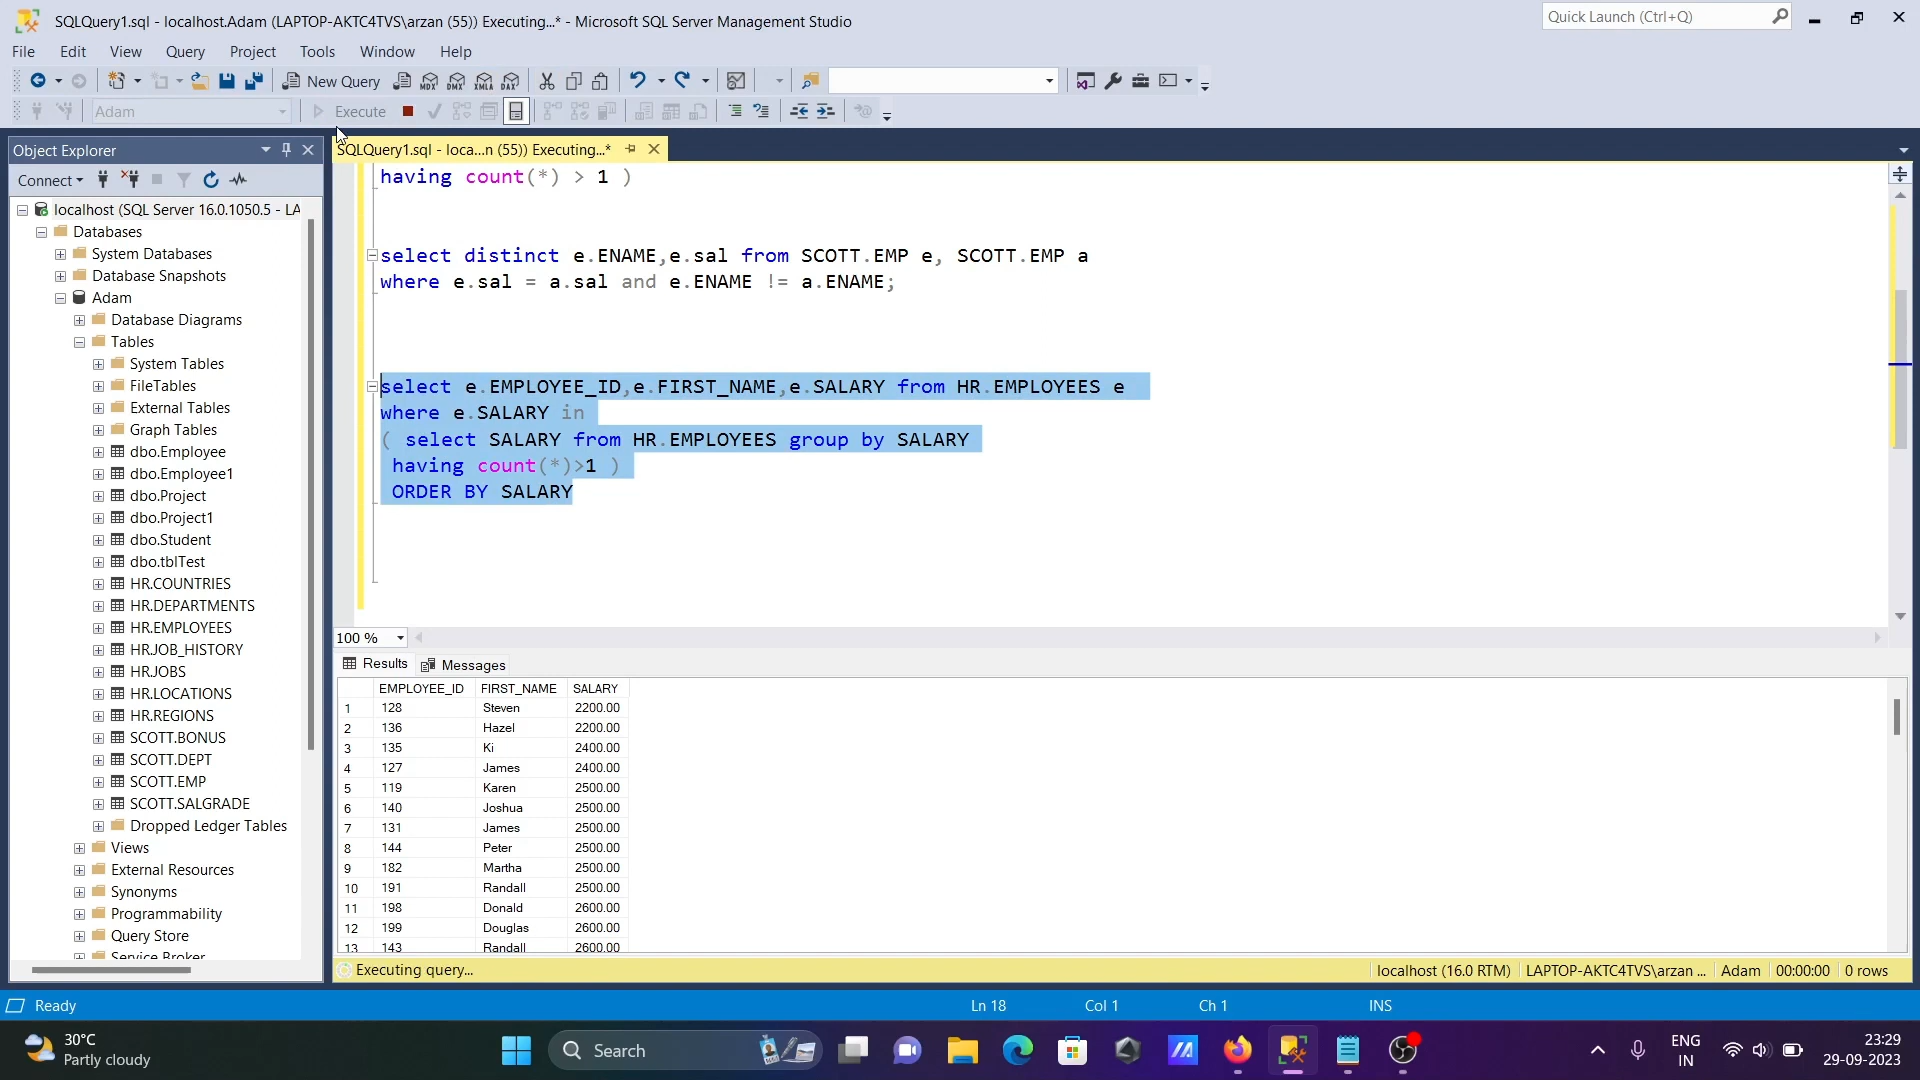 SQLQuery1.sql - localhost.Adam (LAPTOP-AKTC4TVS\arzan (55)) Executing...* - Microsoft SQL Server Management Studio
Quick Launch (Ctrl+Q)
File Edit View Query Project Tools Window Help
New Query
MDX DMX XMLA DAX
Adam
Execute
Object Explorer
SQLQuery1.sql - loca...n (55)) Executing...*
Connect
localhost (SQL Server 16.0.1050.5 - LA
Databases
System Databases
Database Snapshots
Adam
Database Diagrams
Tables
System Tables
FileTables
External Tables
Graph Tables
dbo.Employee
dbo.Employee1
dbo.Project
dbo.Project1
dbo.Student
dbo.tblTest
HR.COUNTRIES
HR.DEPARTMENTS
HR.EMPLOYEES
HR.JOB_HISTORY
HR.JOBS
HR.LOCATIONS
HR.REGIONS
SCOTT.BONUS
SCOTT.DEPT
SCOTT.EMP
SCOTT.SALGRADE
Dropped Ledger Tables
Views
External Resources
Synonyms
Programmability
Query Store
Service Broker
having count(*) > 1 )
select distinct e.ENAME,e.sal from SCOTT.EMP e, SCOTT.EMP a
where e.sal = a.sal and e.ENAME != a.ENAME;
select e.EMPLOYEE_ID,e.FIRST_NAME,e.SALARY from HR.EMPLOYEES e
where e.SALARY in
( select SALARY from HR.EMPLOYEES group by SALARY
having count(*)>1 )
ORDER BY SALARY
100 %
Results Messages
EMPLOYEE_ID FIRST_NAME SALARY
1 128 Steven 2200.00
2 136 Hazel 2200.00
3 135 Ki 2400.00
4 127 James 2400.00
5 119 Karen 2500.00
6 140 Joshua 2500.00
7 131 James 2500.00
8 144 Peter 2500.00
9 182 Martha 2500.00
10 191 Randall 2500.00
11 198 Donald 2600.00
12 199 Douglas 2600.00
13 143 Randall 2600.00
Executing query...
localhost (16.0 RTM) LAPTOP-AKTC4TVS\arzan ... Adam 00:00:00 0 rows
Ready
Ln 18 Col 1 Ch 1 INS
30°C
Partly cloudy
Search
ENG
IN
23:29
29-09-2023